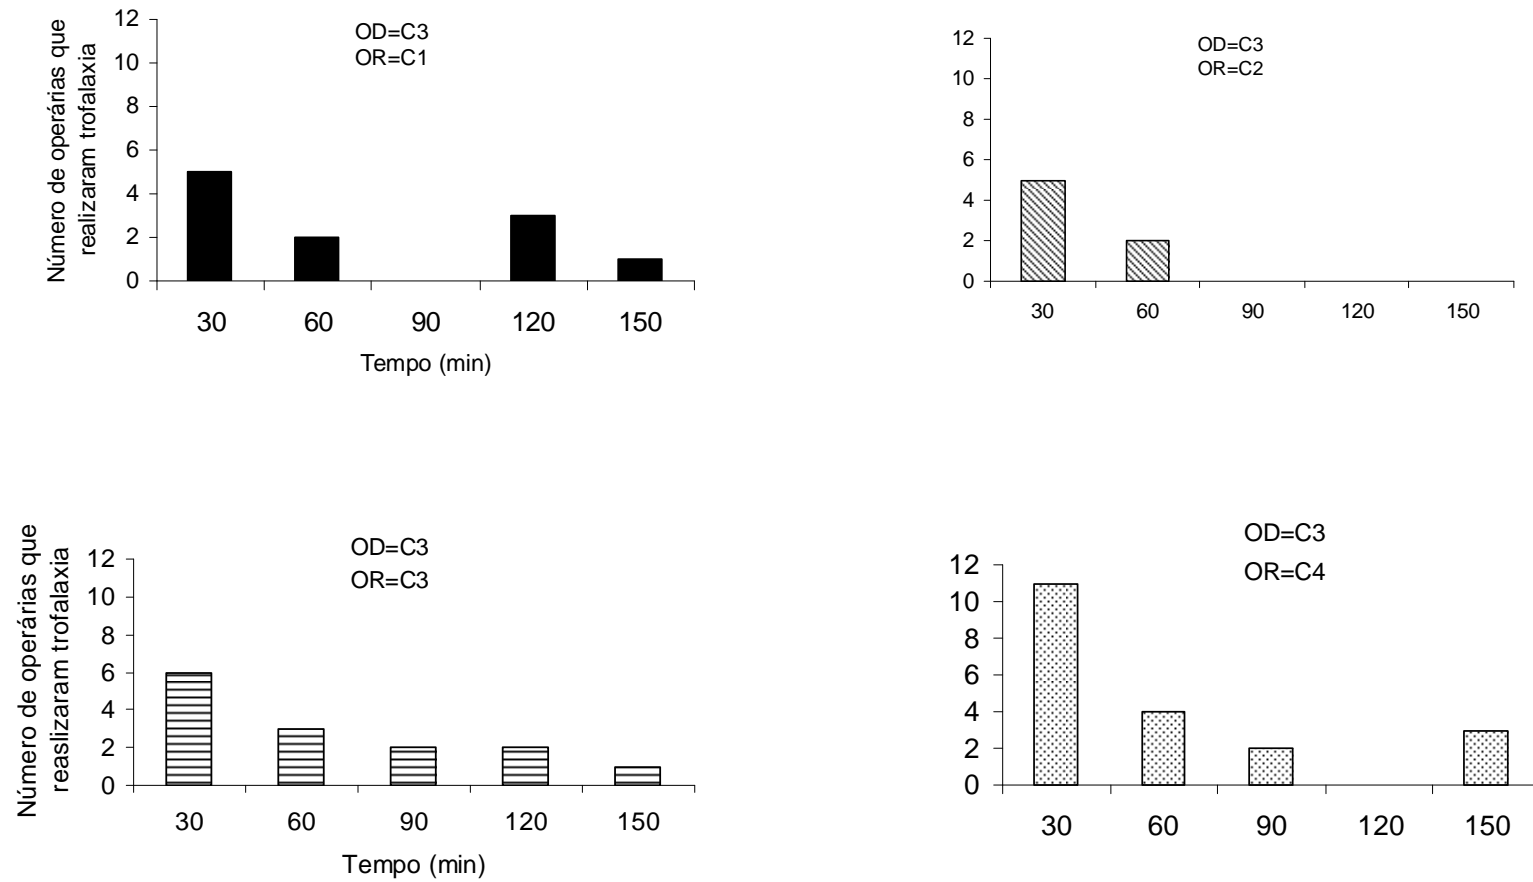 OD=C3
OR=C1
Número de operárias que
realizaram trofalaxia
12
10
8
6
4
2
0
30 60 90 120 150
Tempo (min)
OD=C3
OR=C2
12
10
8
6
4
2
0
30 60 90 120 150
OD=C3
OR=C3
Número de operárias que
reaslizaram trofalaxia
12
10
8
6
4
2
0
30 60 90 120 150
Tempo (min)
OD=C3
OR=C4
12
10
8
6
4
2
0
30 60 90 120 150